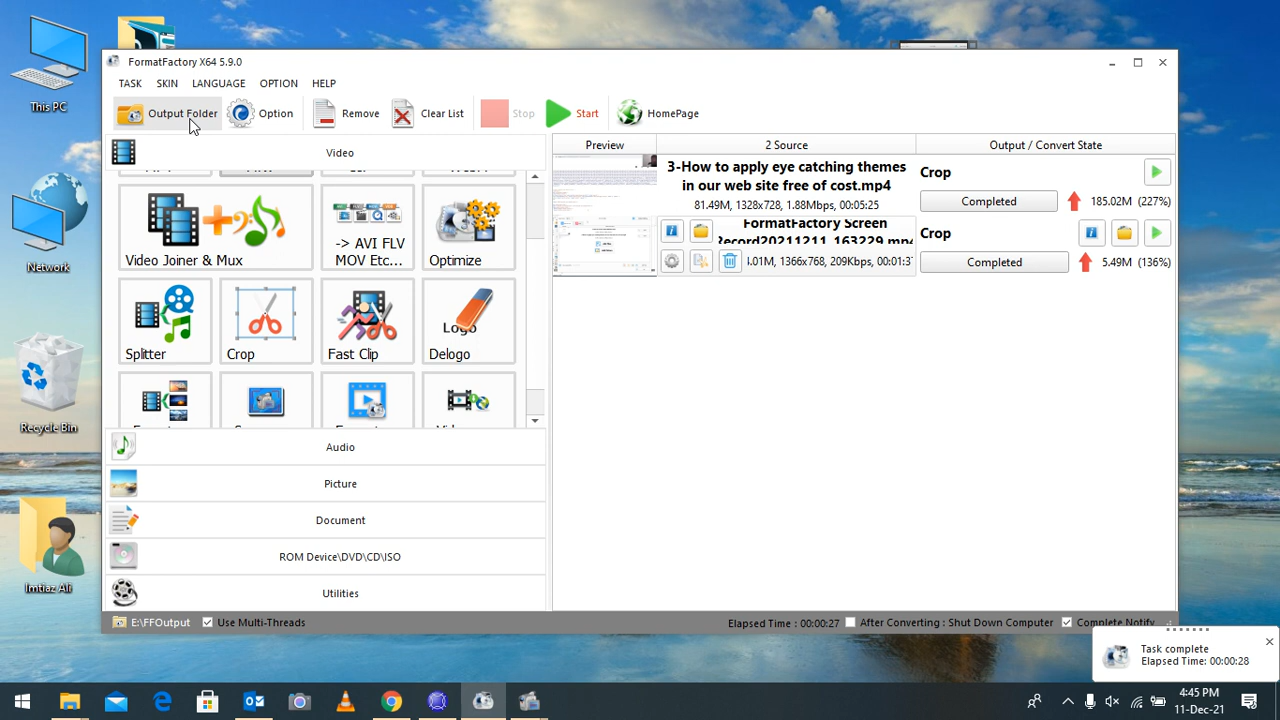 This PC
Network
Recycle Bin
Imtiaz Ali
FormatFactory X64 5.9.0
TASK SKIN LANGUAGE OPTION HELP
Output Folder Option Remove Clear List Stop Start HomePage
Video
Video Joiner & Mux
-> AVI FLV
MOV Etc...
Optimize
Splitter
Crop
Fast Clip
Logo
Delogo
Audio
Picture
Document
ROM Device\DVD\CD\ISO
Utilities
Preview 2 Source Output / Convert State
3-How to apply eye catching themes
in our web site free of cost.mp4
81.49M, 1328x728, 1.88Mbps, 00:05:25
Crop
Completed 185.02M (227%)
FormatFactory Screen
Record20211211_163229.mp4
1.01M, 1366x768, 209Kbps, 00:01:3
Crop
Completed 5.49M (136%)
E:\FFOutput Use Multi-Threads Elapsed Time : 00:00:27 After Converting : Shut Down Computer Complete Notify
Task complete
Elapsed Time: 00:00:28
4:45 PM
11-Dec-21